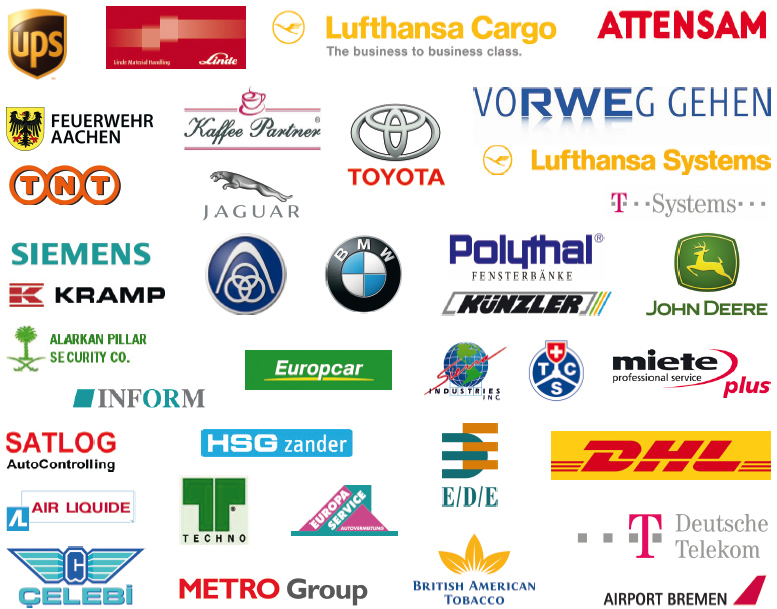 ups
Linde Material Handling
Linde
Lufthansa Cargo
The business to business class.
ATTENSAM
FEUERWEHR
AACHEN
Kaffee Partner®
TOYOTA
VORWEG GEHEN
Lufthansa Systems
TNT
JAGUAR
T··Systems···
SIEMENS
BMW
Polythal®
FENSTERBÄNKE
KRAMP
KÜNZLER
JOHN DEERE
ALARKAN PILLAR
SECURITY CO.
Europcar
INDUSTRIES
INC.
TCS
miete
professional service
plus
INFORM
SATLOG
AutoControlling
HSG zander
E/D/E
DHL
AL
AIR LIQUIDE
T®
TECHNO
EUROPA
SERVICE
AUTOVERMIETUNG
T
Deutsche
Telekom
C
ÇELEBİ
METRO Group
BRITISH AMERICAN
TOBACCO
AIRPORT BREMEN